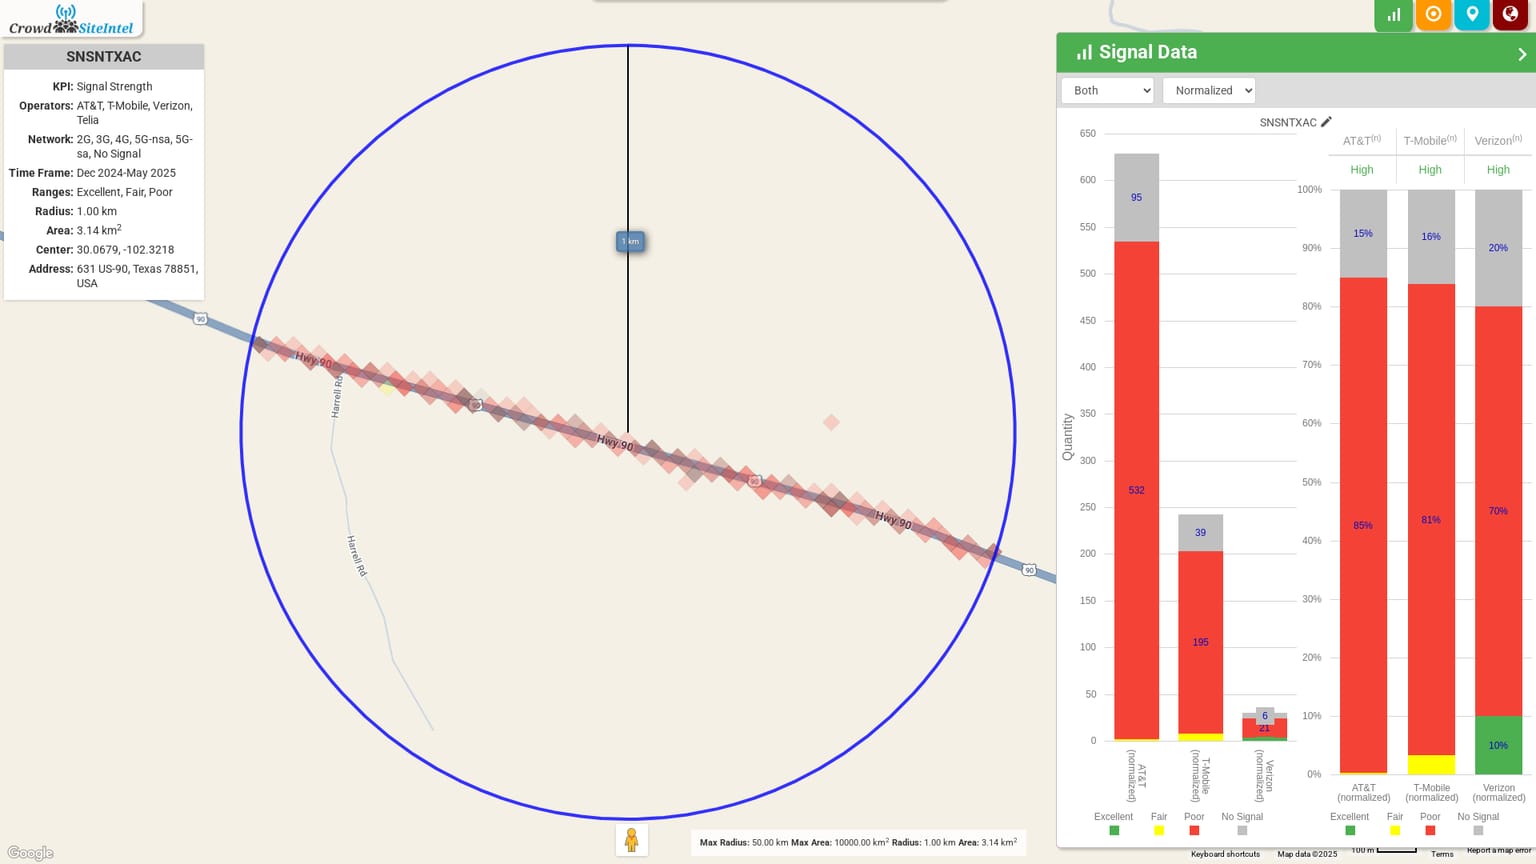 Crowd SiteIntel
SNSNTXAC
KPI: Signal Strength
Operators: AT&T, T-Mobile, Verizon,
Telia
Network: 2G, 3G, 4G, 5G-nsa, 5G-
sa, No Signal
Time Frame: Dec 2024-May 2025
Ranges: Excellent, Fair, Poor
Radius: 1.00 km
Area: 3.14 km²
Center: 30.0679, -102.3218
Address: 631 US-90, Texas 78851,
USA
1 km
90
Hwy 90
Harrell Rd
90
Hwy 90
90
Hwy 90
Harrell Rd
90
Google
Max Radius: 50.00 km Max Area: 10000.00 km² Radius: 1.00 km Area: 3.14 km²
Signal Data
Both
Normalized
SNSNTXAC
650
600
550
500
450
400
350
300
250
200
150
100
50
0
Quantity
95
532
39
195
6
21
AT&T
(normalized)
T-Mobile
(normalized)
Verizon
(normalized)
Excellent
Fair
Poor
No Signal
AT&T(n)
T-Mobile(n)
Verizon(n)
High
High
High
100%
90%
80%
70%
60%
50%
40%
30%
20%
10%
0%
15%
16%
20%
85%
81%
70%
10%
AT&T
(normalized)
T-Mobile
(normalized)
Verizon
(normalized)
Excellent
Fair
Poor
No Signal
Keyboard shortcuts
Map data ©2025
100 m
Terms
Report a map error